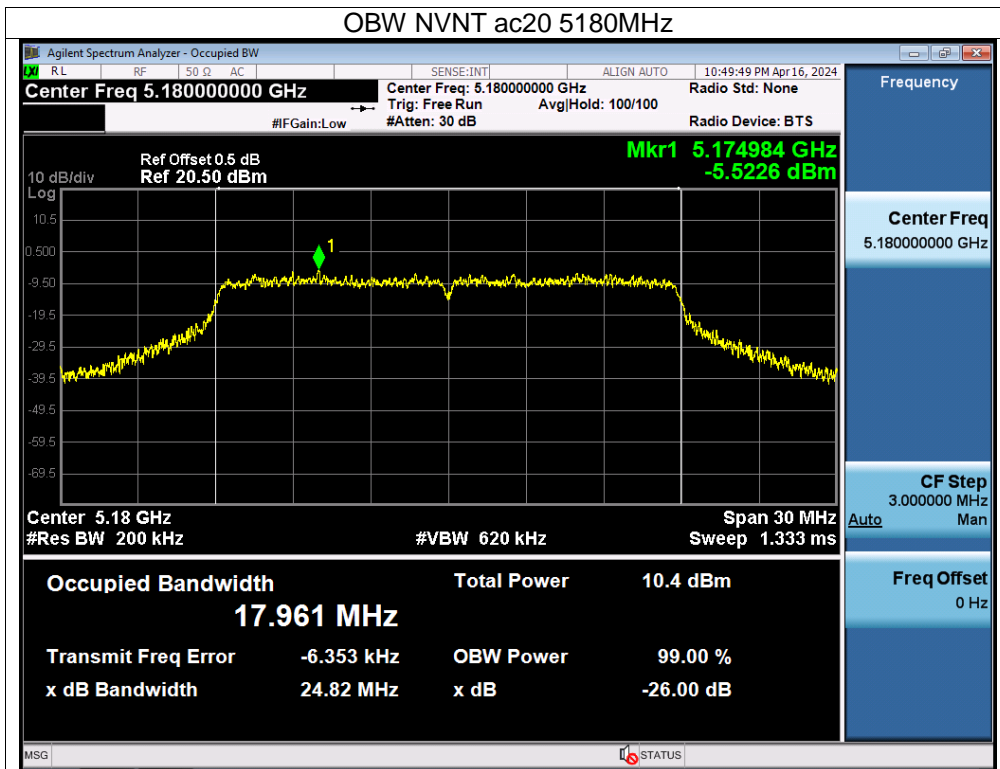 OBW NVNT ac20 5180MHz
Agilent Spectrum Analyzer - Occupied BW
LXI RL RF 50 Ω AC SENSE:INT ALIGN AUTO 10:49:49 PM Apr 16, 2024
Center Freq 5.180000000 GHz
Center Freq: 5.180000000 GHz
Radio Std: None
Trig: Free Run Avg|Hold: 100/100
#IFGain:Low #Atten: 30 dB Radio Device: BTS
Mkr1 5.174984 GHz
-5.5226 dBm
Ref Offset 0.5 dB
10 dB/div Ref 20.50 dBm
Log
10.5
0.500
-9.50
-19.5
-29.5
-39.5
-49.5
-59.5
-69.5
1
Center 5.18 GHz Span 30 MHz
#Res BW 200 kHz #VBW 620 kHz Sweep 1.333 ms
Occupied Bandwidth Total Power 10.4 dBm
17.961 MHz
Transmit Freq Error -6.353 kHz OBW Power 99.00 %
x dB Bandwidth 24.82 MHz x dB -26.00 dB
Frequency
Center Freq
5.180000000 GHz
CF Step
3.000000 MHz
Auto Man
Freq Offset
0 Hz
MSG STATUS